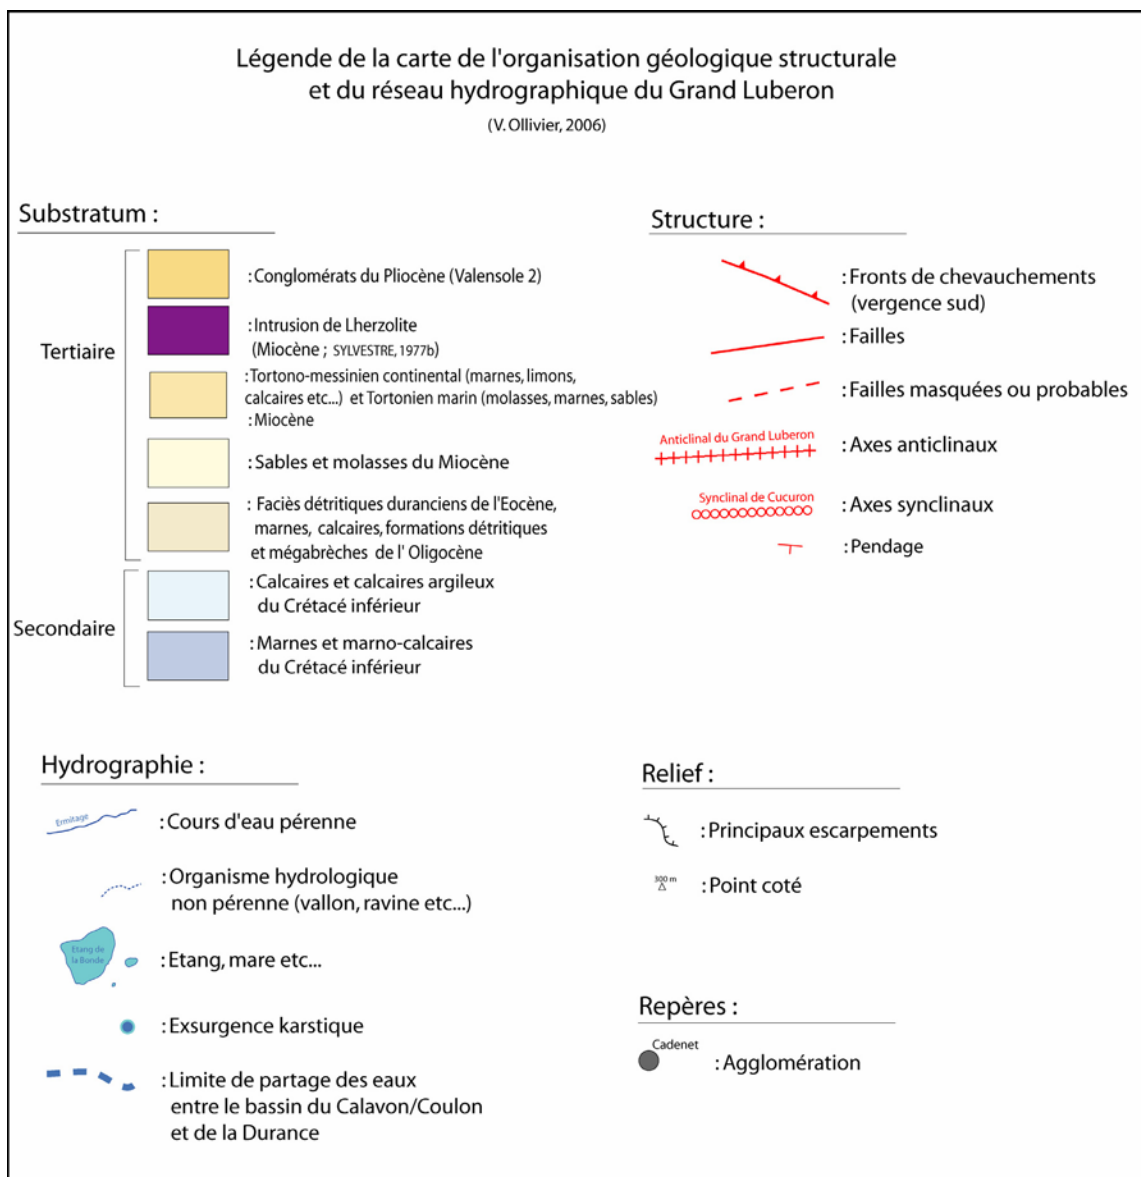 Légende de la carte de l'organisation géologique structurale
et du réseau hydrographique du Grand Luberon
(V. Ollivier, 2006)
Substratum :
Tertiaire
: Conglomérats du Pliocène (Valensole 2)
: Intrusion de Lherzolite
(Miocène ; SYLVESTRE, 1977b)
: Tortono-messinien continental (marnes, limons,
calcaires etc...) et Tortonien marin (molasses, marnes, sables)
: Miocène
: Sables et molasses du Miocène
: Faciès détritiques duranciens de l'Eocène,
marnes, calcaires, formations détritiques
et mégabrèches de l' Oligocène
Secondaire
: Calcaires et calcaires argileux
du Crétacé inférieur
: Marnes et marno-calcaires
du Crétacé inférieur
Structure :
: Fronts de chevauchements
(vergence sud)
: Failles
: Failles masquées ou probables
Anticlinal du Grand Luberon
: Axes anticlinaux
Synclinal de Cucuron
: Axes synclinaux
: Pendage
Hydrographie :
Ermitage
: Cours d'eau pérenne
: Organisme hydrologique
non pérenne (vallon, ravine etc...)
Etang de
la Bonde
: Etang, mare etc...
: Exsurgence karstique
: Limite de partage des eaux
entre le bassin du Calavon/Coulon
et de la Durance
Relief :
: Principaux escarpements
300 m
: Point coté
Repères :
Cadenet
: Agglomération